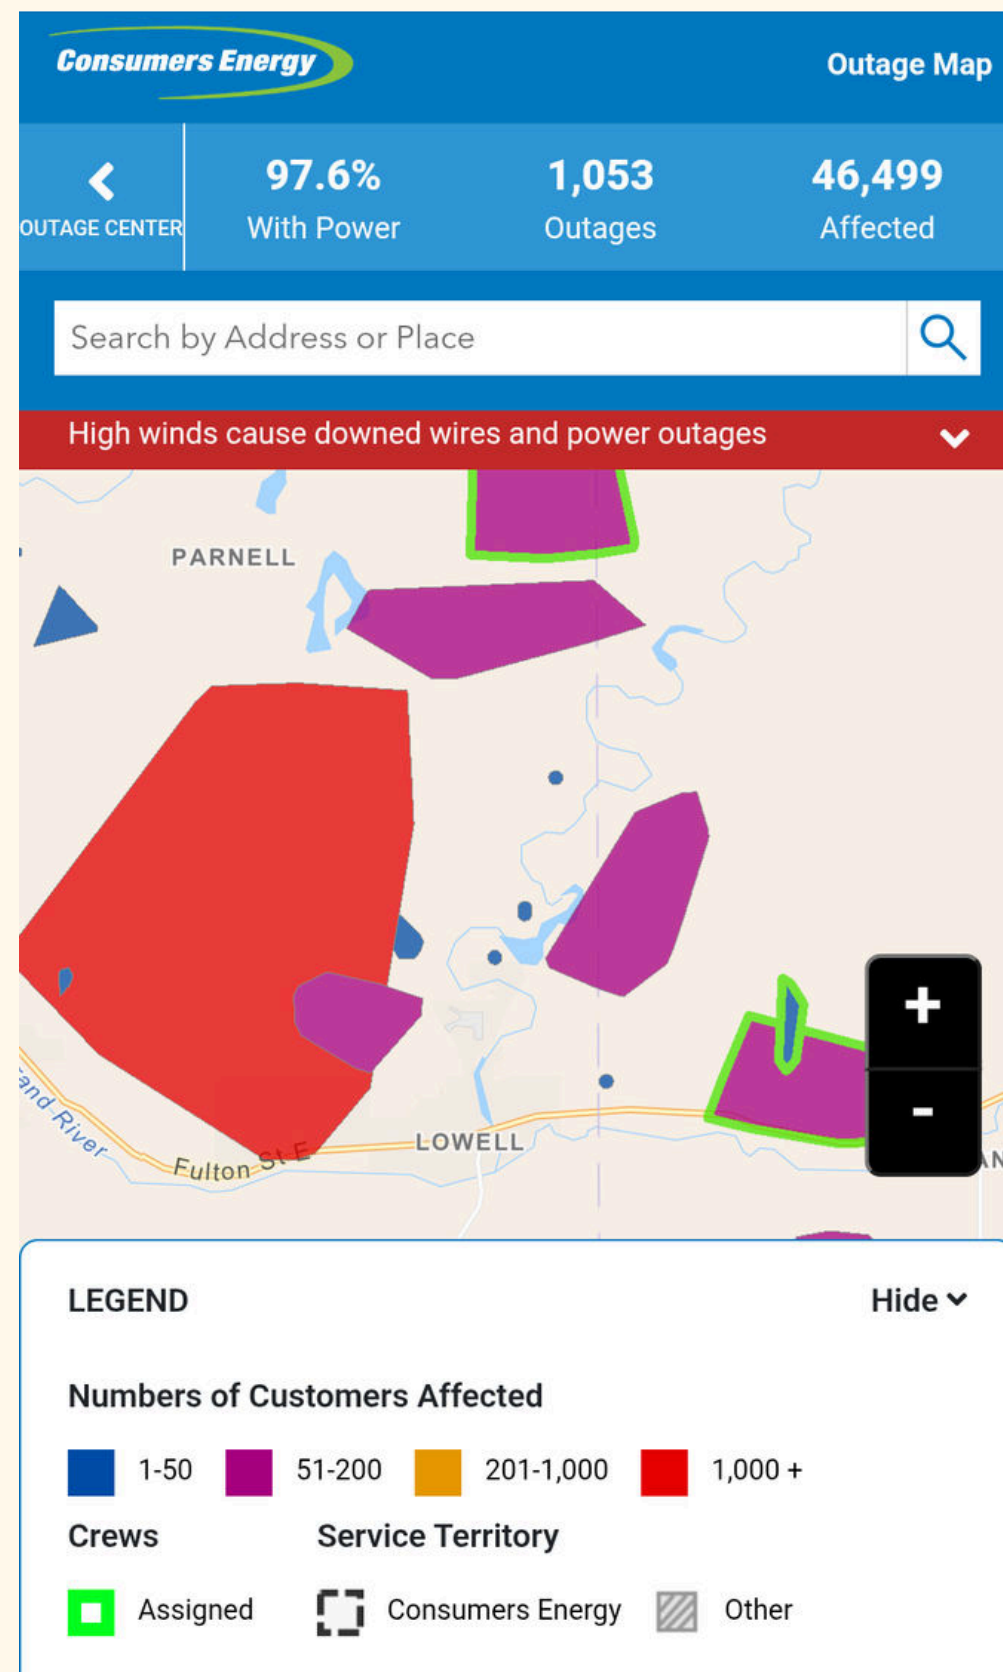 Consumers Energy
Outage Map
OUTAGE CENTER
97.6%
With Power
1,053
Outages
46,499
Affected
Search by Address or Place
High winds cause downed wires and power outages
PARNELL
+
-
River
Fulton St E
LOWELL
LEGEND
Hide
Numbers of Customers Affected
1-50
51-200
201-1,000
1,000 +
Crews
Service Territory
Assigned
Consumers Energy
Other